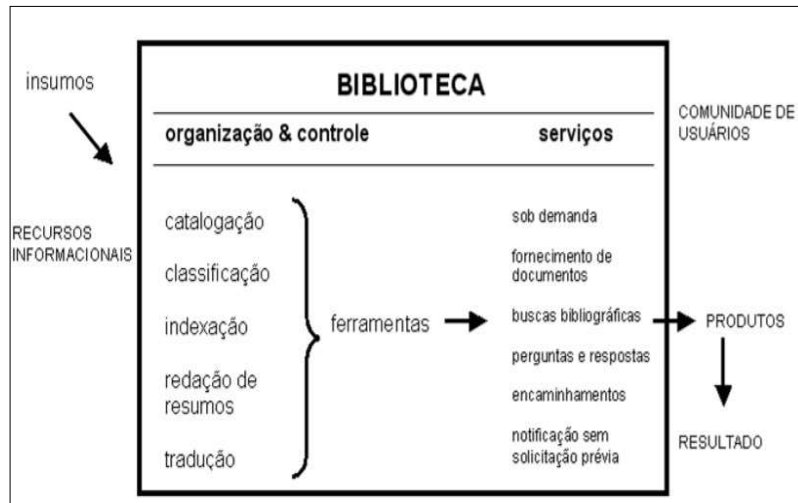 insumos
RECURSOS
INFORMACIONAIS
BIBLIOTECA
organização & controle
serviços
catalogação
classificação
indexação
redação de
resumos
tradução
ferramentas
sob demanda
fornecimento de
documentos
buscas bibliográficas
perguntas e respostas
encaminhamentos
notificação sem
solicitação prévia
COMUNIDADE DE
USUÁRIOS
PRODUTOS
RESULTADO